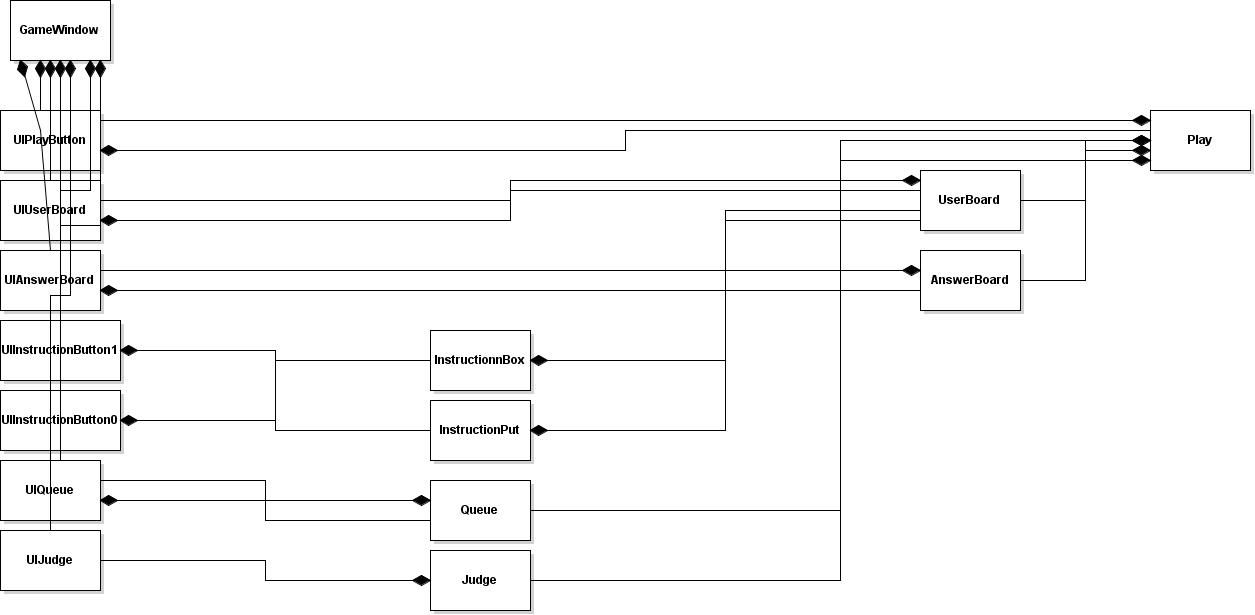 GameWindow
UIPlayButton
Play
UIUserBoard
UserBoard
UIAnswerBoard
AnswerBoard
UIInstructionButton1
InstructionnBox
UIInstructionButton0
InstructionPut
UIQueue
Queue
UIJudge
Judge